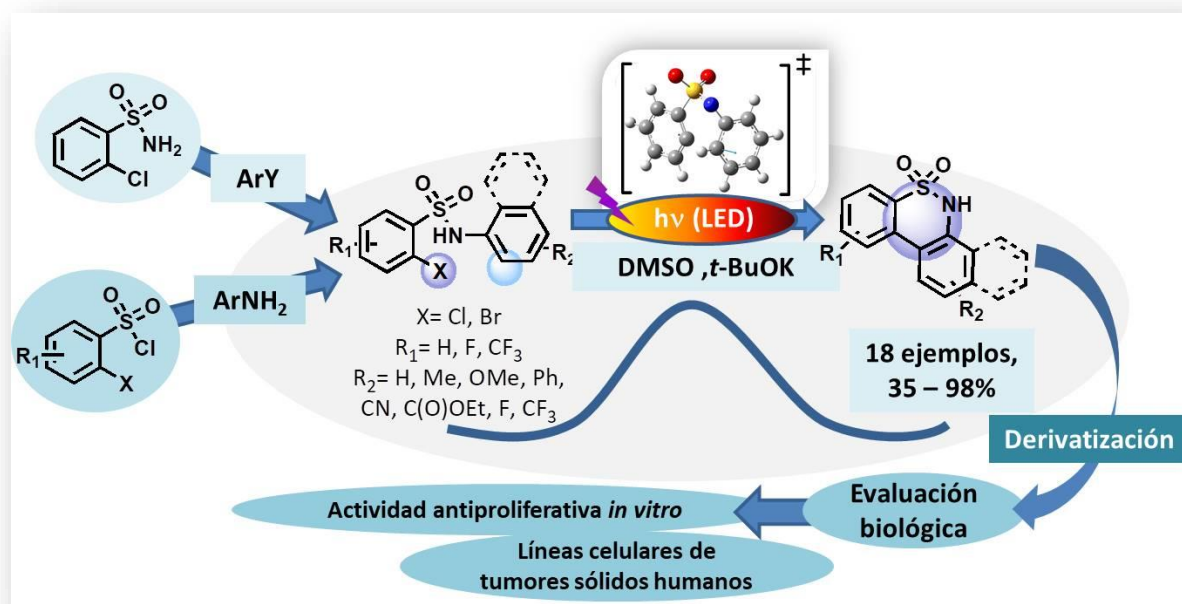 O
O
S
NH₂
Cl
ArY
R₁
O
O
S
Cl
X
ArNH₂
O
O
S
HN
R₁
X
R₂
X= Cl, Br
R₁= H, F, CF₃
R₂= H, Me, OMe, Ph,
CN, C(O)OEt, F, CF₃
‡
hν (LED)
DMSO ,t-BuOK
O
O
S
NH
R₁
R₂
18 ejemplos,
35 – 98%
Derivatización
Evaluación
biológica
Actividad antiproliferativa in vitro
Líneas celulares de
tumores sólidos humanos